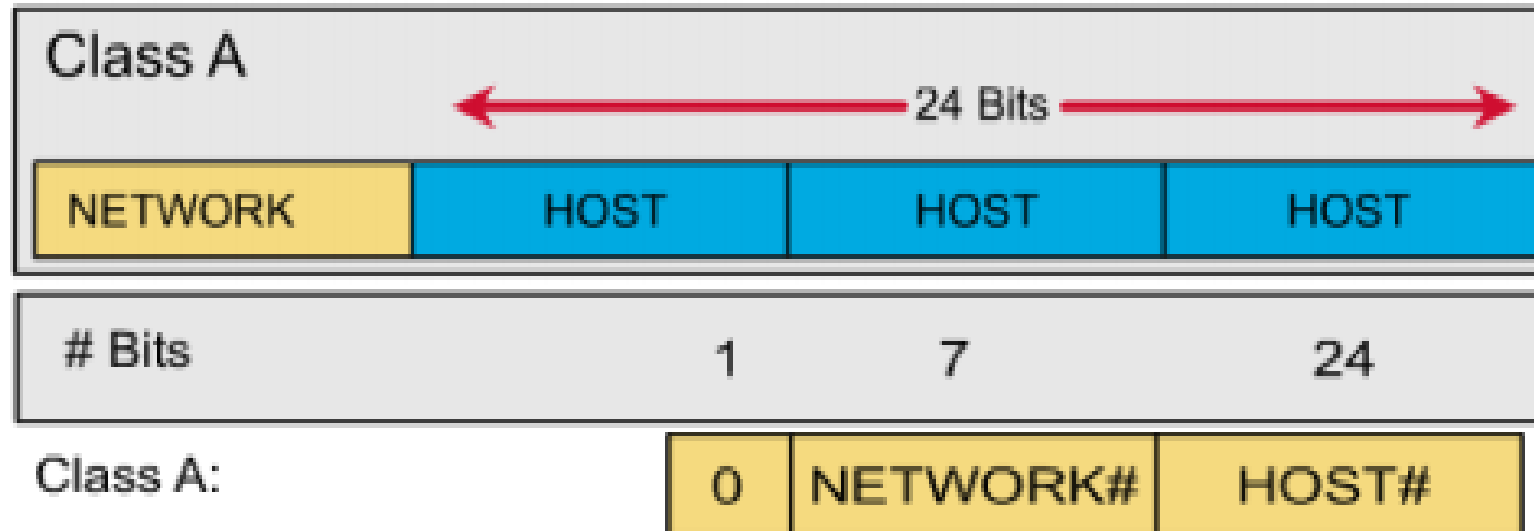 Class A
24 Bits
NETWORK HOST HOST HOST
# Bits 1 7 24
Class A: 0 NETWORK# HOST#